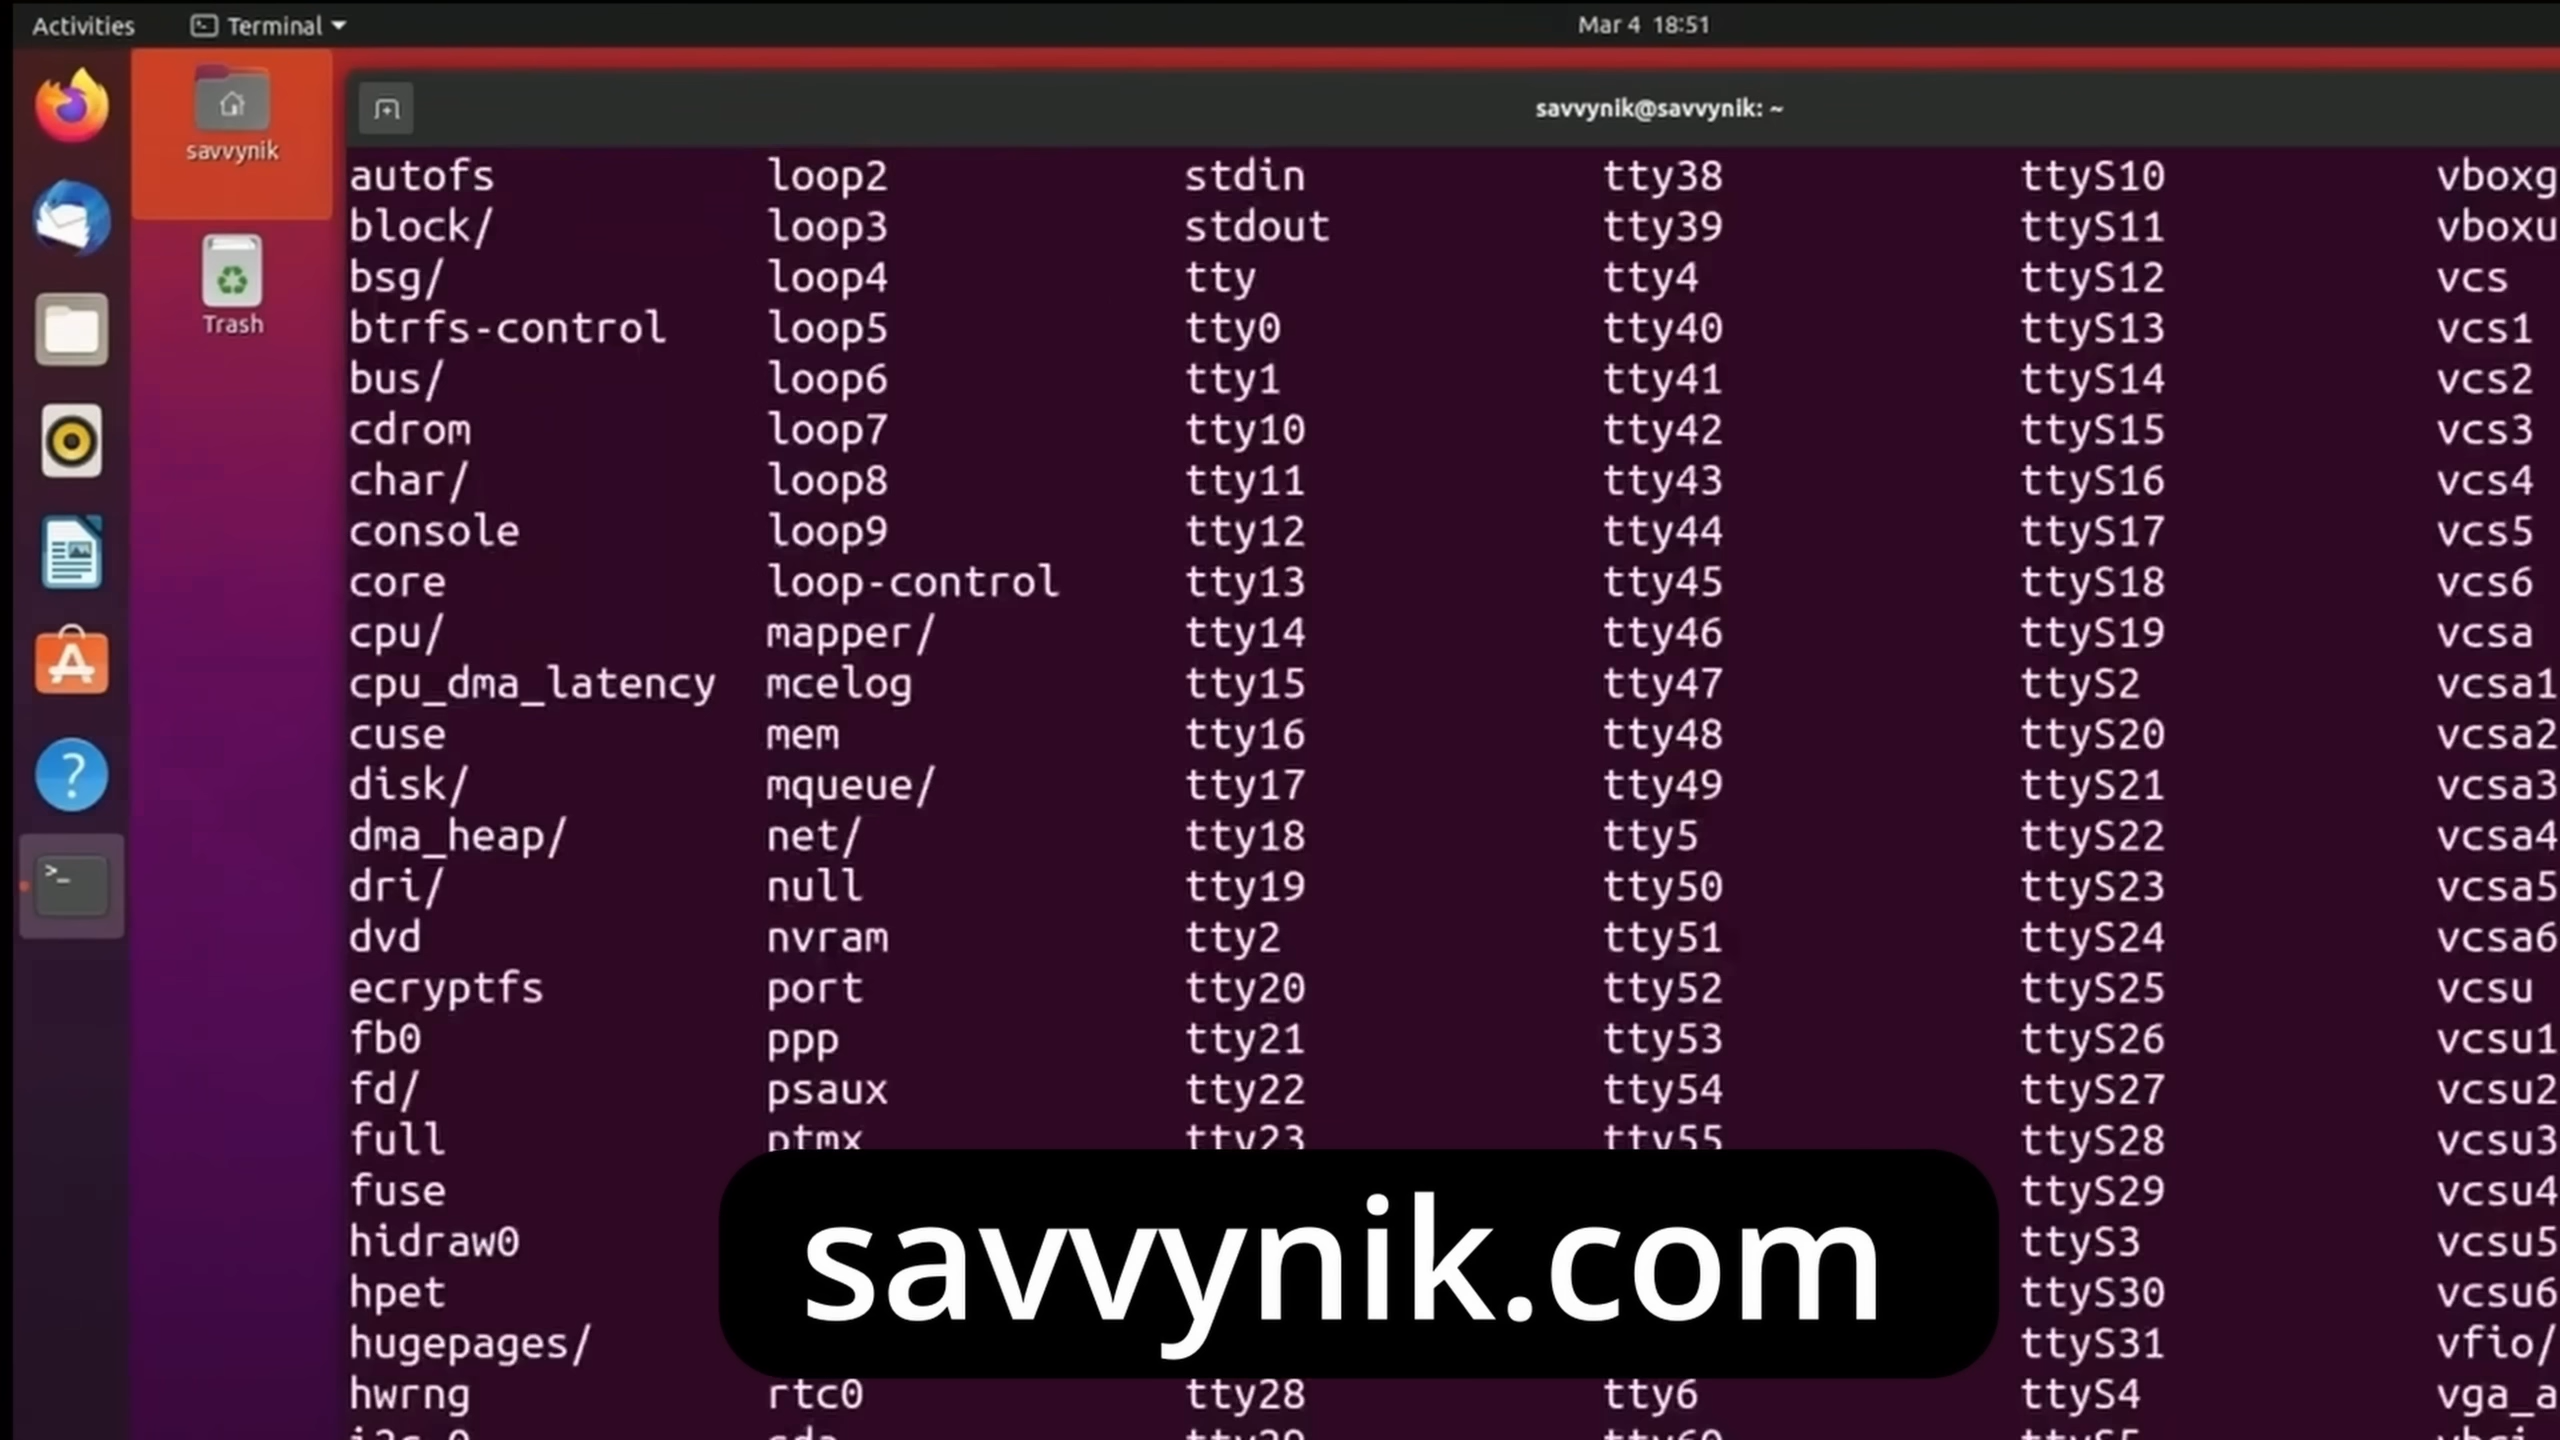 Activities Terminal Mar 4 18:51
savvynik@savvynik: ~
savvynik
Trash
autofs loop2 stdin tty38 ttyS10
block/ loop3 stdout tty39 ttyS11
bsg/ loop4 tty tty4 ttyS12 vcs
btrfs-control loop5 tty0 tty40 ttyS13 vcs1
bus/ loop6 tty1 tty41 ttyS14 vcs2
cdrom loop7 tty10 tty42 ttyS15 vcs3
char/ loop8 tty11 tty43 ttyS16 vcs4
console loop9 tty12 tty44 ttyS17 vcs5
core loop-control tty13 tty45 ttyS18 vcs6
cpu/ mapper/ tty14 tty46 ttyS19 vcsa
cpu_dma_latency mcelog tty15 tty47 ttyS2 vcsa1
cuse mem tty16 tty48 ttyS20 vcsa2
disk/ mqueue/ tty17 tty49 ttyS21 vcsa3
dma_heap/ net/ tty18 tty5 ttyS22 vcsa4
dri/ null tty19 tty50 ttyS23 vcsa5
dvd nvram tty2 tty51 ttyS24 vcsa6
ecryptfs port tty20 tty52 ttyS25 vcsu
fb0 ppp tty21 tty53 ttyS26 vcsu1
fd/ psaux tty22 tty54 ttyS27 vcsu2
full ptmx tty23 tty55 ttyS28 vcsu3
fuse ttyS29 vcsu4
hidraw0 ttyS3 vcsu5
hpet ttyS30 vcsu6
hugepages/ ttyS31 vfio/
hwrng rtc0 tty28 tty6 ttyS4
savvynik.com